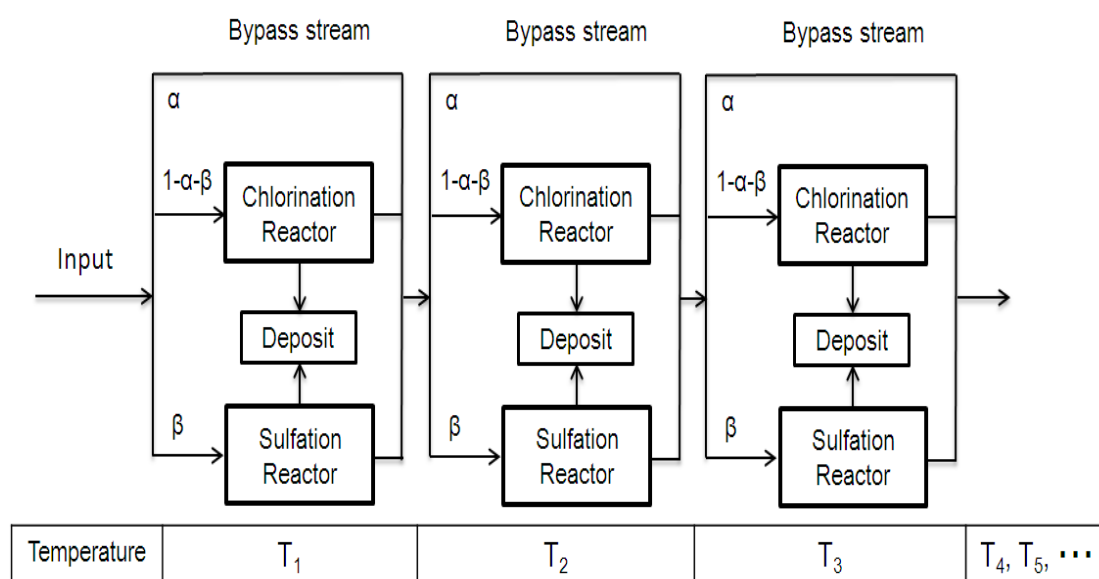 Bypass stream
Bypass stream
Bypass stream
α
α
α
1-α-β
Chlorination
Reactor
1-α-β
Chlorination
Reactor
1-α-β
Chlorination
Reactor
Input
Deposit
Deposit
Deposit
β
Sulfation
Reactor
β
Sulfation
Reactor
β
Sulfation
Reactor
Temperature
T₁
T₂
T₃
T₄, T₅, ···